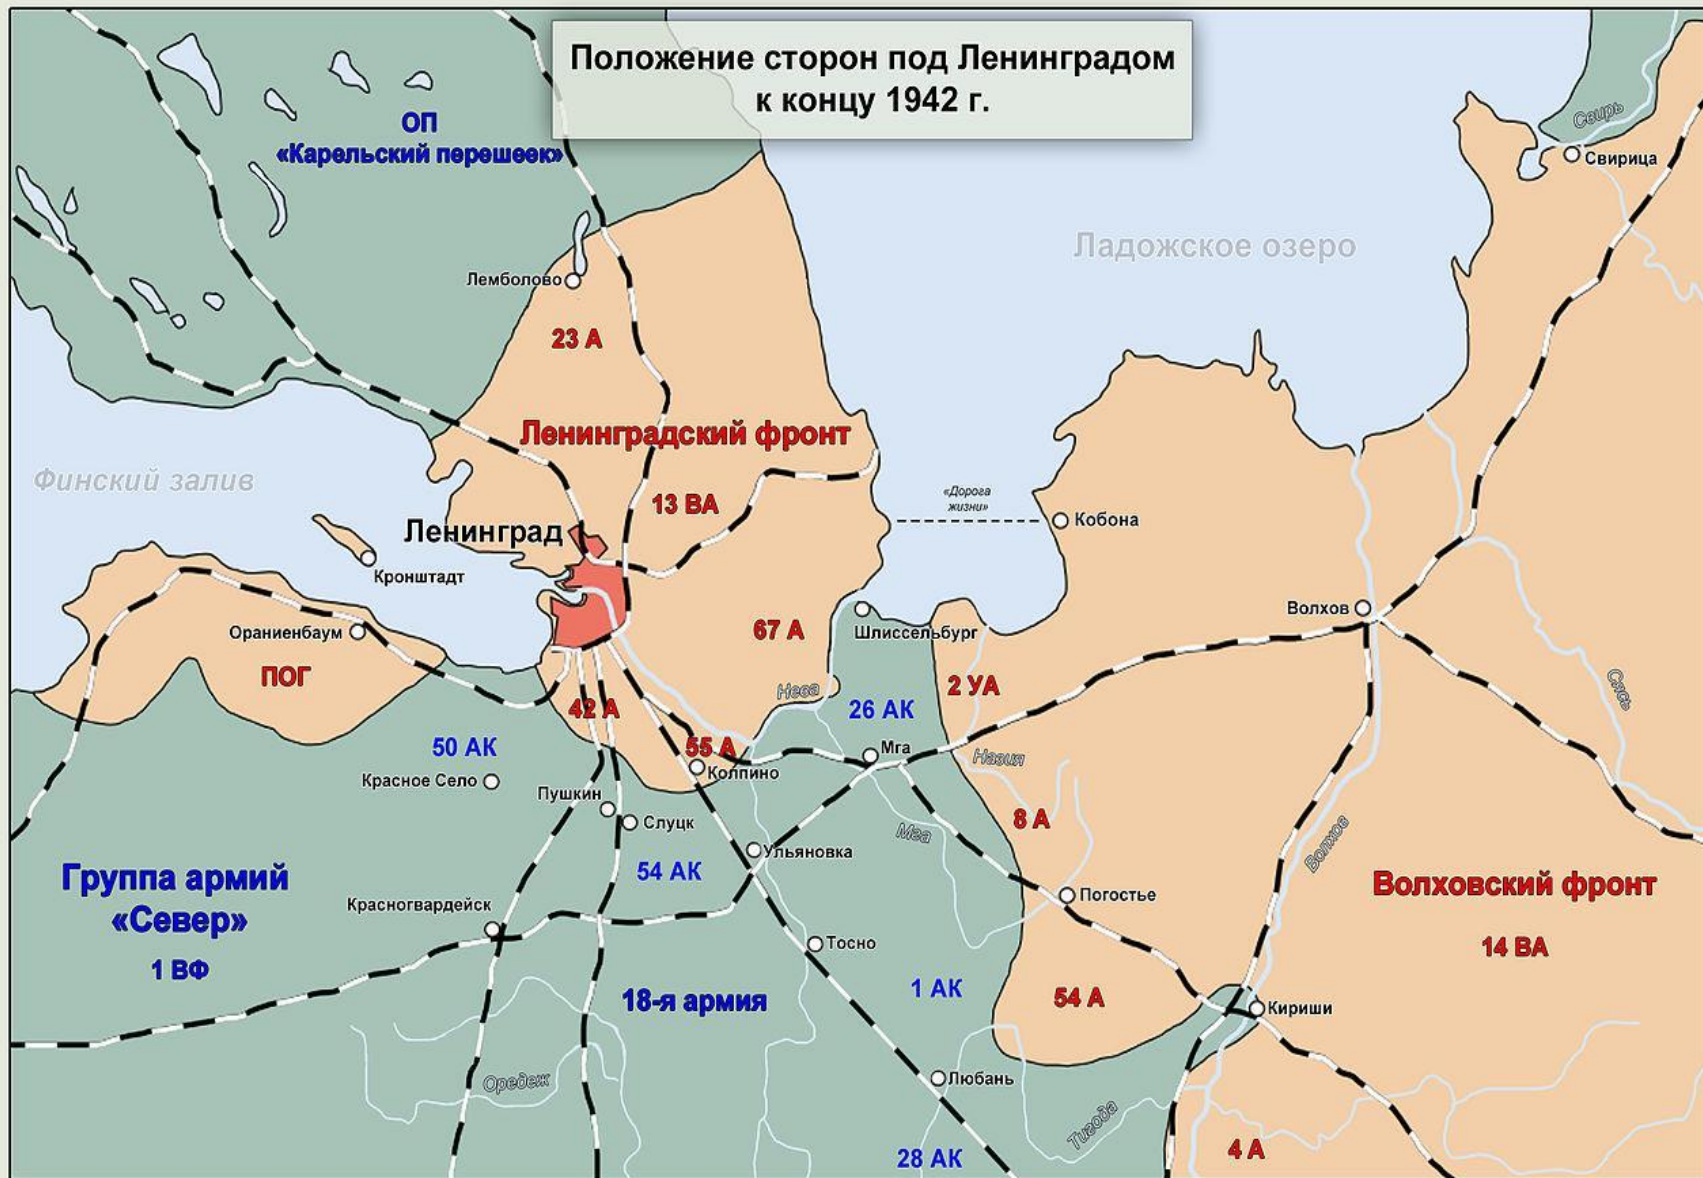 Положение сторон под Ленинградом
к концу 1942 г.
ОП
«Карельский перешеек»
Свирь
Свирица
Ладожское озеро
Лемболово
23 А
Ленинградский фронт
Финский залив
13 ВА
«Дорога
жизни»
Кобона
Ленинград
Кронштадт
Волхов
Ораниенбаум
Шлиссельбург
67 А
ПОГ
Нева
2 УА
Сясь
42 А
26 АК
50 АК
55 А
Мга
Назия
Колпино
Красное Село
Пушкин
Слуцк
8 А
Мга
Волхов
Ульяновка
54 АК
Группа армий
«Север»
1 ВФ
Волховский фронт
14 ВА
Погостье
Красногвардейск
Тосно
18-я армия
1 АК
54 А
Кириши
Оредеж
Любань
Тигода
28 АК
4 А